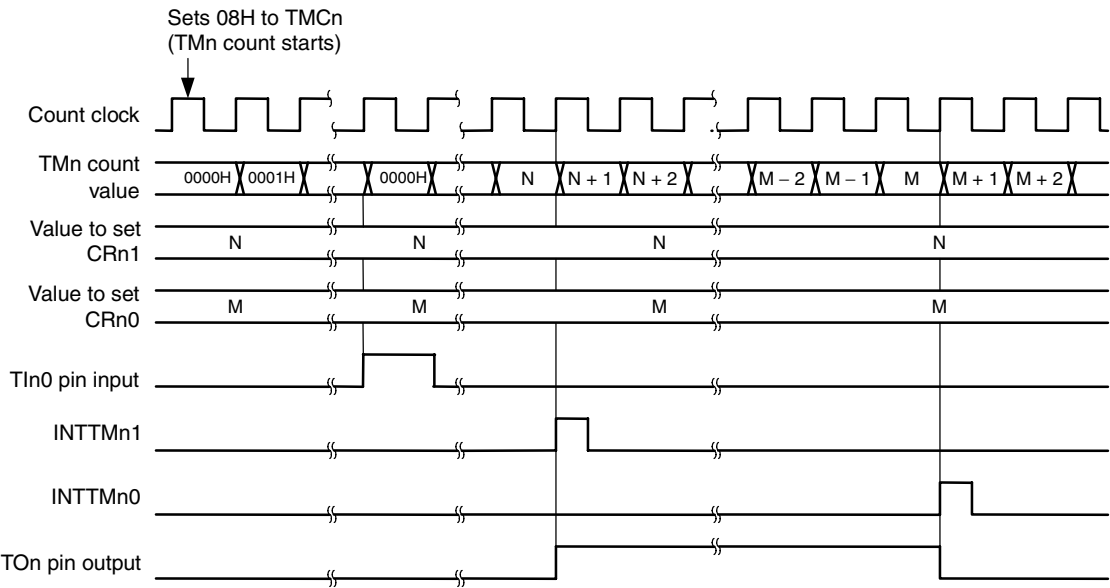 Sets 08H to TMCn
(TMn count starts)
Count clock
TMn count
value
0000H 0001H 0000H N N + 1 N + 2 M – 2 M – 1 M M + 1 M + 2
Value to set
CRn1
N N N N
Value to set
CRn0
M M M M
TIn0 pin input
INTTMn1
INTTMn0
TOn pin output